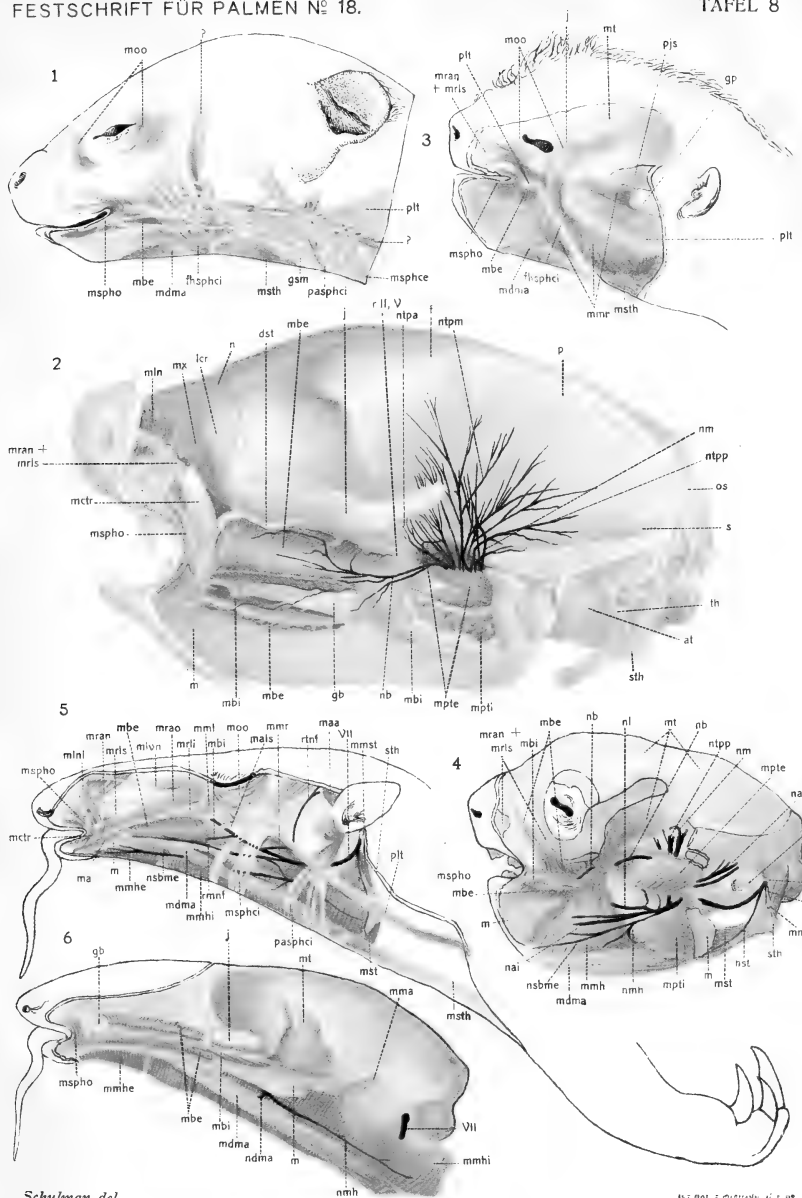 FESTSCRIFT FÜR PALMEN Nº 18.
TAFEL 8
1
moo
?
plt
?
mspho
mbe
mdma
fhsphci
msth
gsm
pasphci
msphce
3
mran
+ mrls
plt
moo
j
mt
pjs
gp
plt
mspho
mbe
mdma
fhsphci
mmr
msth
2
mran +
mrls
mln
mx
lcr
n
dst
mbe
j
r II, V
ntpa
f
ntpm
p
nm
ntpp
os
s
mctr
mspho
m
mbi
mbe
gb
nb
mbi
mpte
mpti
th
at
sth
5
mspho
mlnl
mran
mrls
mbe
mivn
mrao
mrli
mmt
mbi
moo
mals
mmr
rtnf
maa
VII
mmst
sth
mctr
ma
m
mmhe
nsbme
mdma
mmhi
rmnf
msphci
pasphci
mst
plt
msth
4
mran +
mrls
mbi
mbe
nb
nl
mt
ntpp
nm
nb
mpte
mspho
mbe
m
nai
nsbme
mdma
mmh
nmh
mpti
m
mst
nst
sth
6
gb
j
mt
mma
mspho
mmhe
mbe
mbi
mdma
ndma
m
nmh
VII
mmhi
Schulman del.